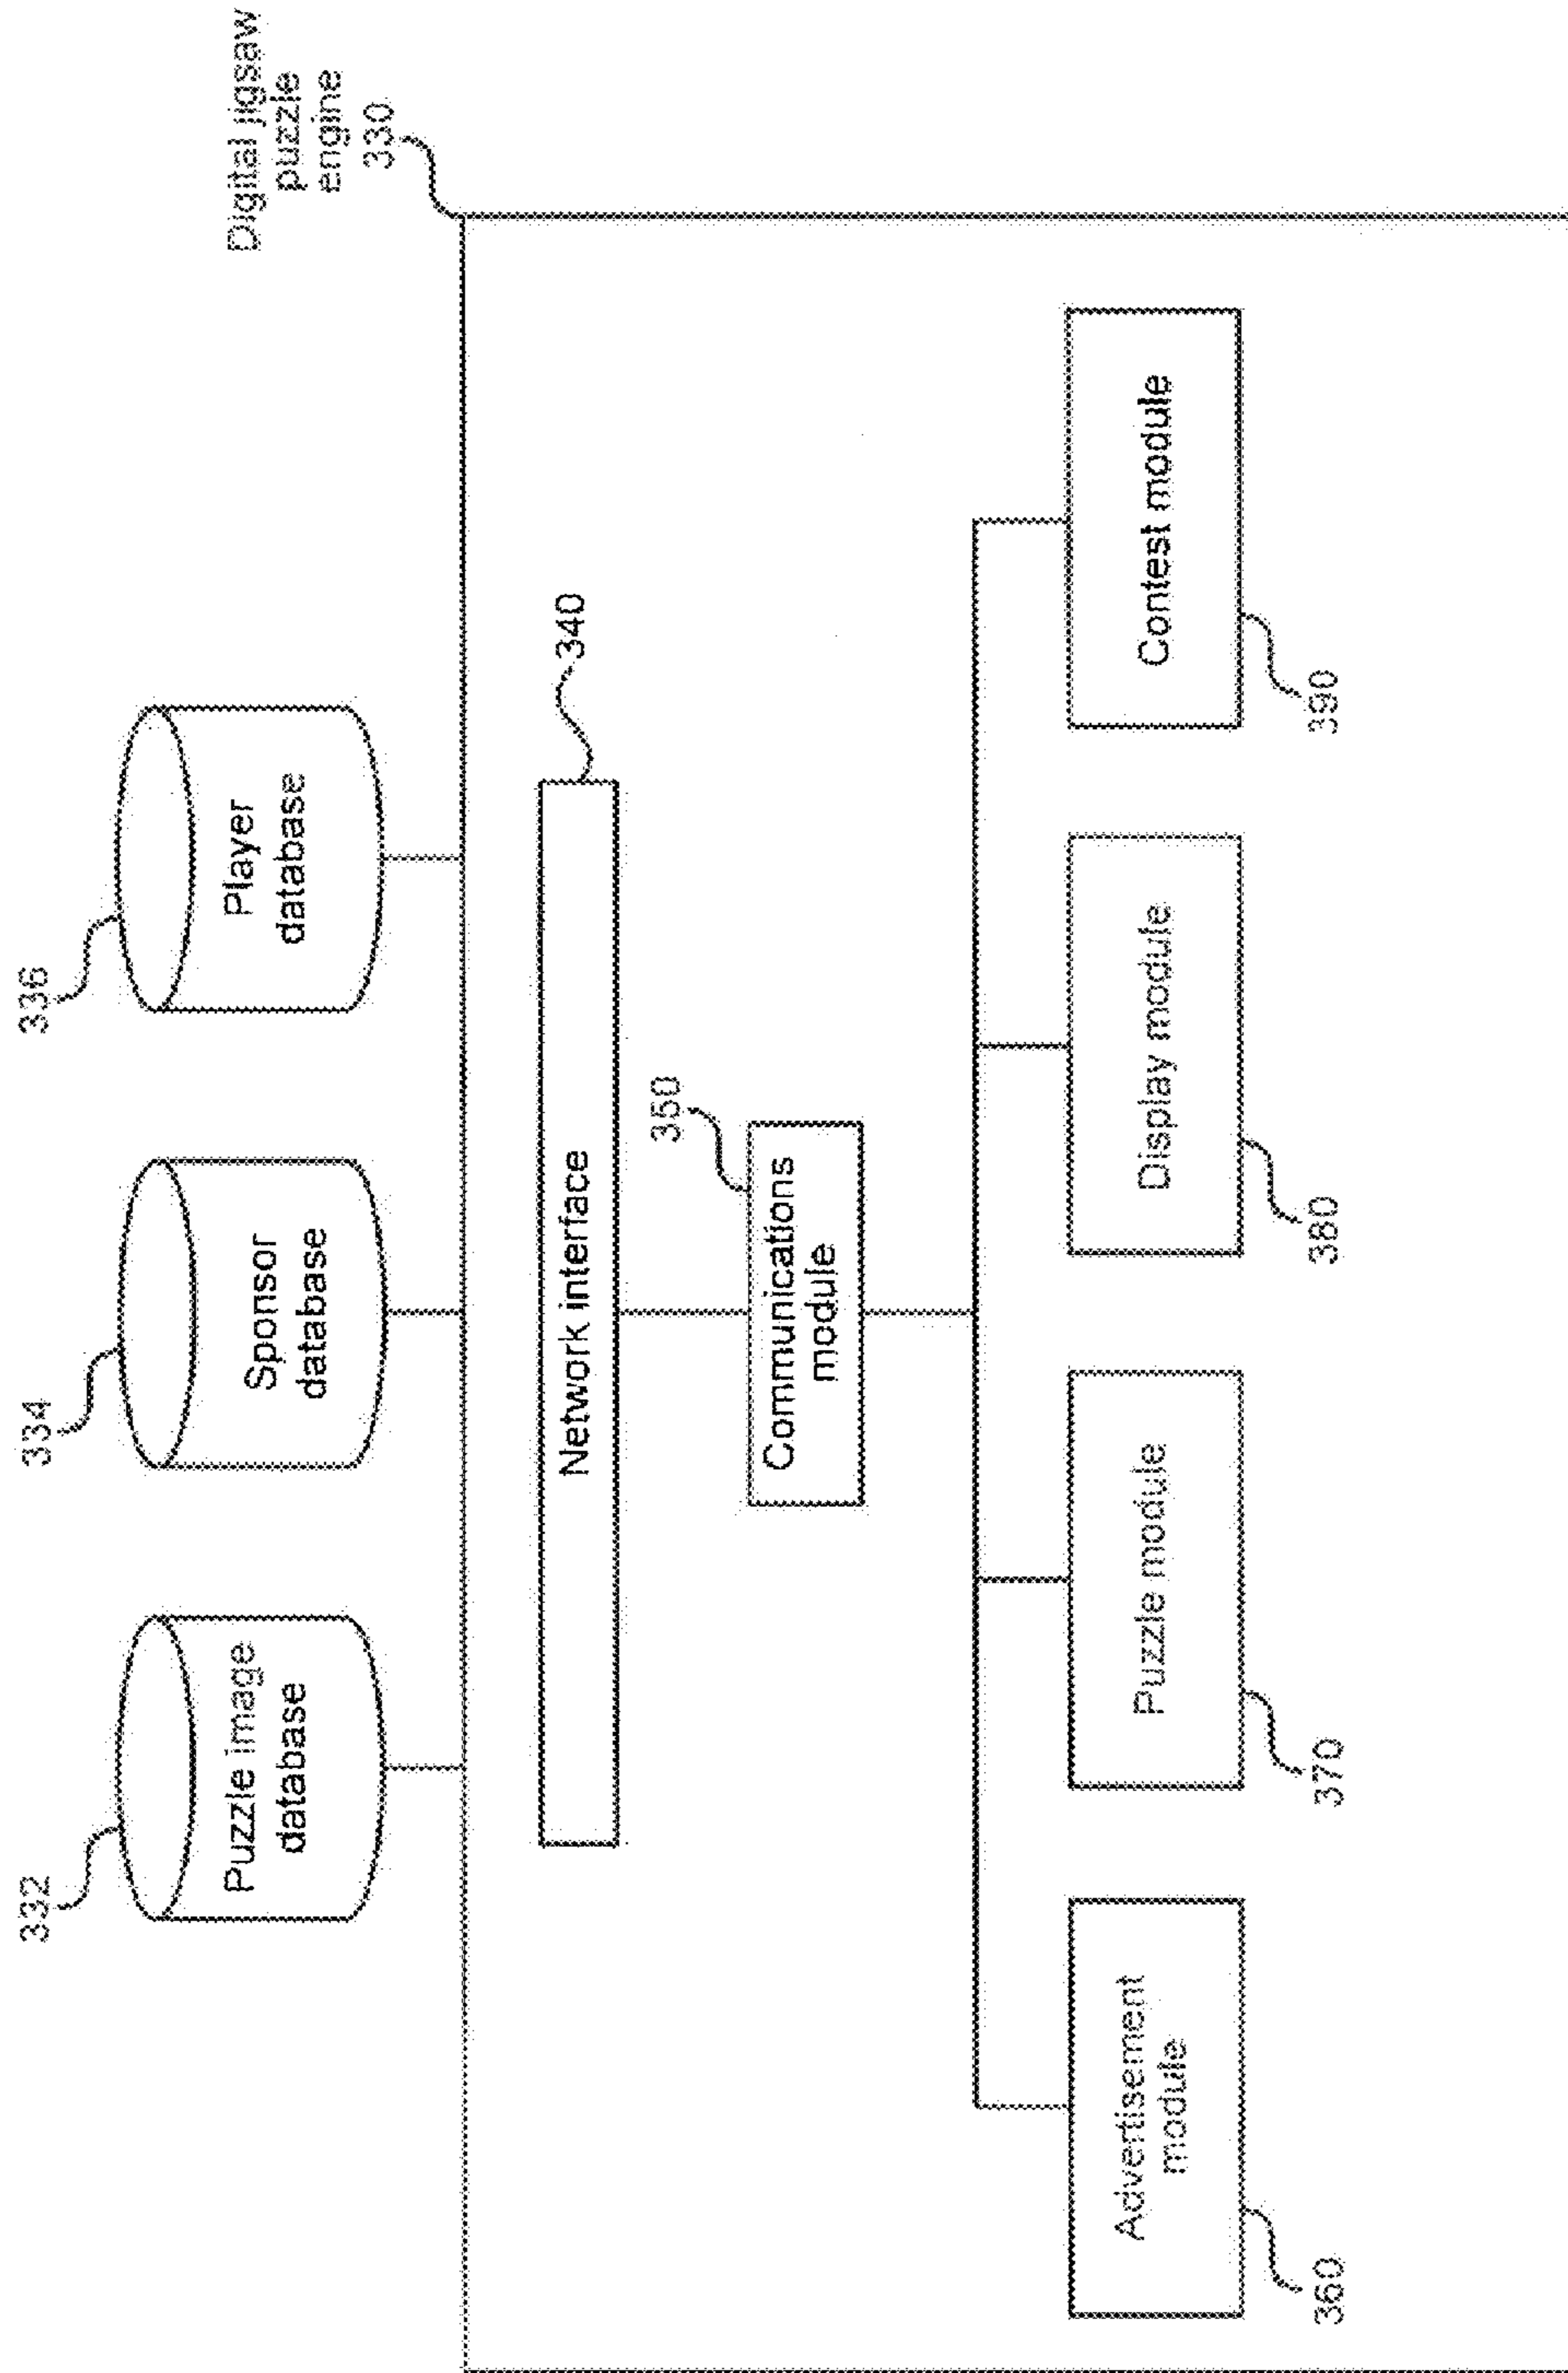 Digital jigsaw
puzzle
engine
330
332
334
336
Puzzle image
database
Sponsor
database
Player
database
Network interface
340
350
Communications
module
Advertisement
module
Puzzle module
Display module
Contest module
360
370
380
390